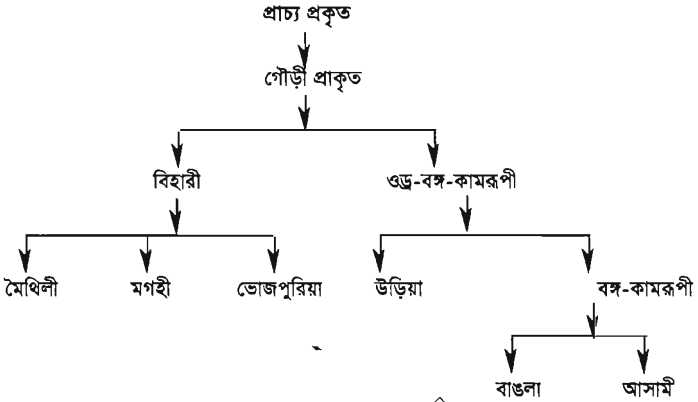 প্রাচ্য প্রকৃত
গৌড়ী প্রাকৃত
বিহারী ওড্র-বঙ্গ-কামরূপী
মৈথিলী মগহী ভোজপুরিয়া উড়িয়া বঙ্গ-কামরূপী
বাঙলা আসামী